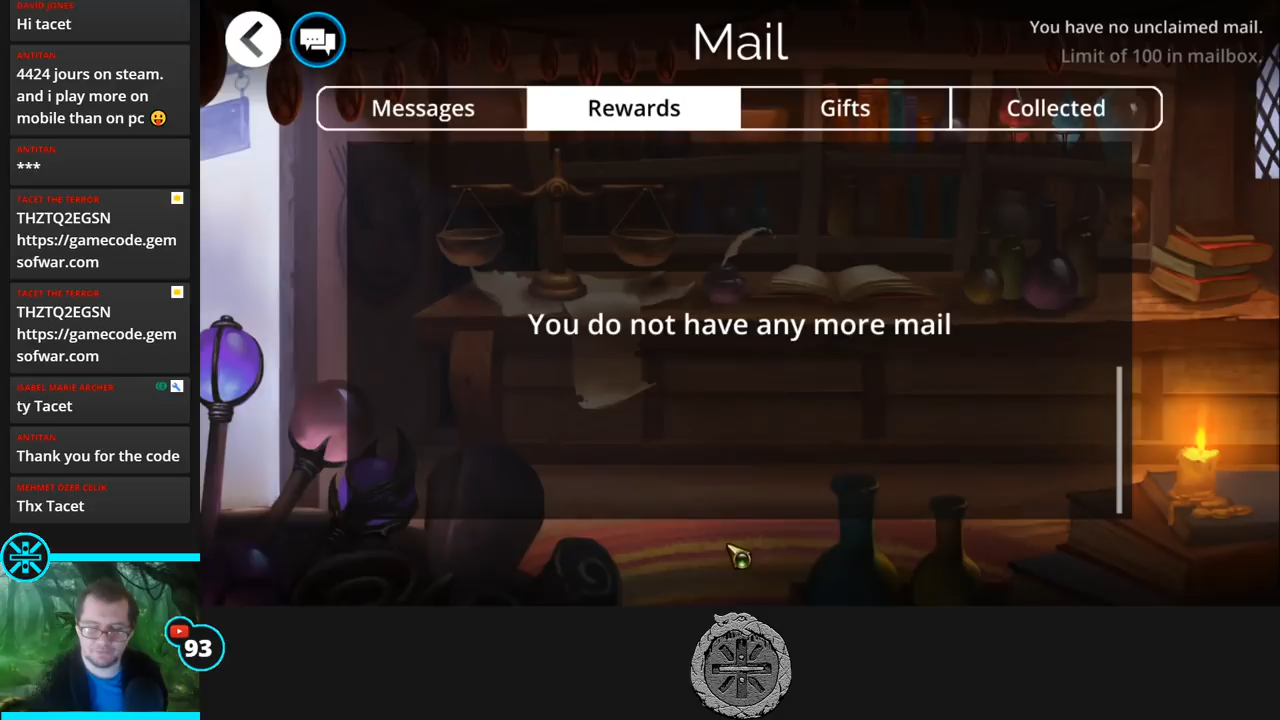 DAVID JONES
Hi tacet
ANTITAN
4424 jours on steam.
and i play more on
mobile than on pc 😛
ANTITAN
***
TACET THE TERROR
THZTQ2EGSN
https://gamecode.gem
sofwar.com
TACET THE TERROR
THZTQ2EGSN
https://gamecode.gem
sofwar.com
ISABEL MARIE ARCHER
ty Tacet
ANTITAN
Thank you for the code
MEHMET ÖZER ÇELIK
Thx Tacet
93
Mail
You have no unclaimed mail.
Limit of 100 in mailbox.
Messages
Rewards
Gifts
Collected
You do not have any more mail